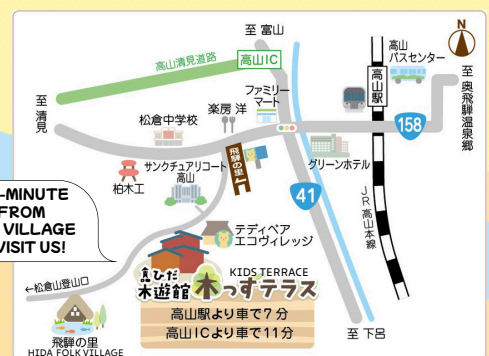 至 富山
N
高山清見道路
高山IC
高山
バスセンター
高山駅
至 奥飛騨温泉郷
ファミリー
マート
楽房 洋
至 清見
松倉中学校
158
飛騨の里
グリーンホテル
サンクチュアリコート
高山
柏木工
41
JR高山本線
-MINUTE
FROM
VILLAGE
VISIT US!
テディベア
エコヴィレッジ
KIDS TERRACE
飛ひだ
木遊館 木っずテラス
←松倉山登山口
高山駅より車で7分
高山ICより車で11分
至 下呂
飛騨の里
HIDA FOLK VILLAGE